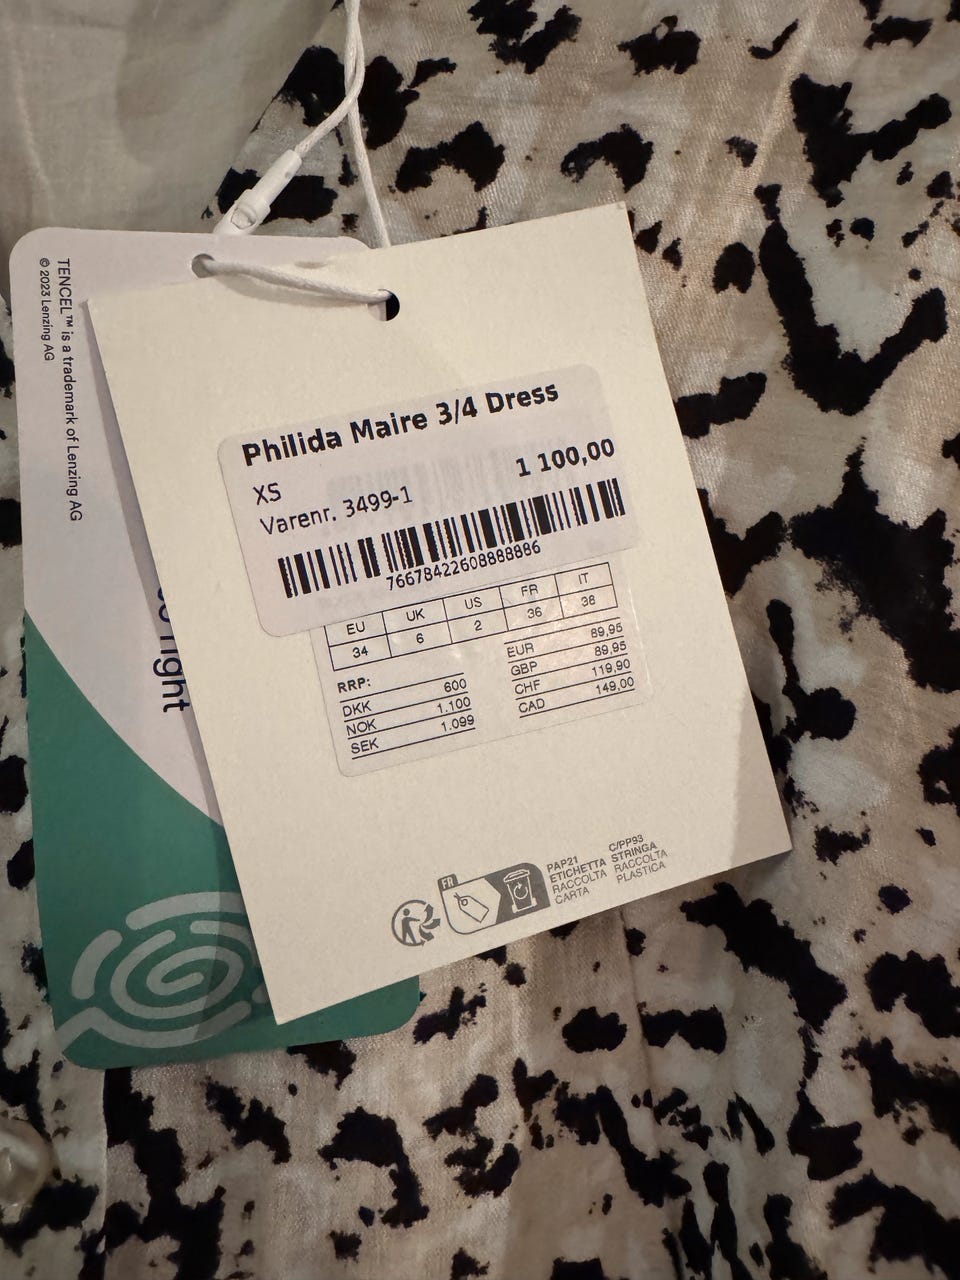 TENCEL™ is a trademark of Lenzing AG
© 2023 Lenzing AG
right
Philida Maire 3/4 Dress
XS
1 100,00
Varenr. 3499-1
76678422608888886
EU UK US FR IT
34 6 2 36 38
RRP:
DKK 600
NOK 1.100
SEK 1.099
EUR 89,95
GBP 89,95
CHF 119,90
CAD 149,00
FR
PAP21
ETICHETTA
RACCOLTA
CARTA
C/PP93
STRINGA
RACCOLTA
PLASTICA